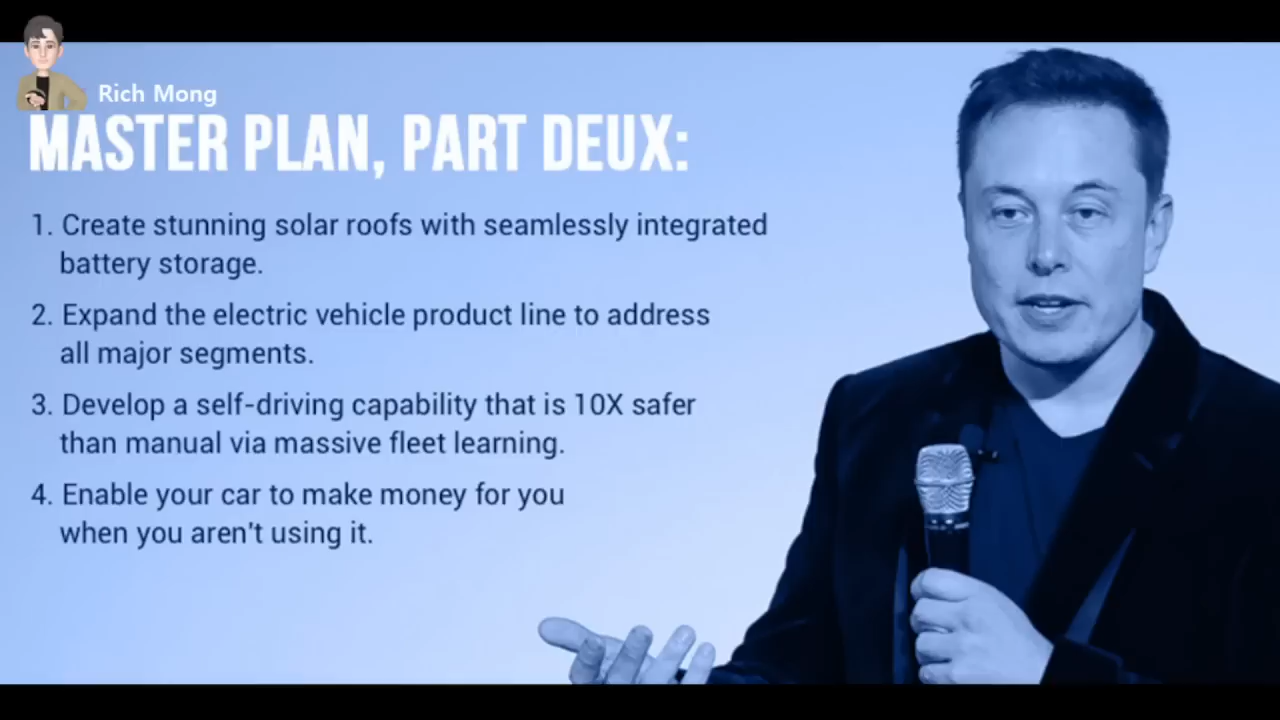 Rich Mong
MASTER PLAN, PART DEUX:
1. Create stunning solar roofs with seamlessly integrated
battery storage.
2. Expand the electric vehicle product line to address
all major segments.
3. Develop a self-driving capability that is 10X safer
than manual via massive fleet learning.
4. Enable your car to make money for you
when you aren't using it.